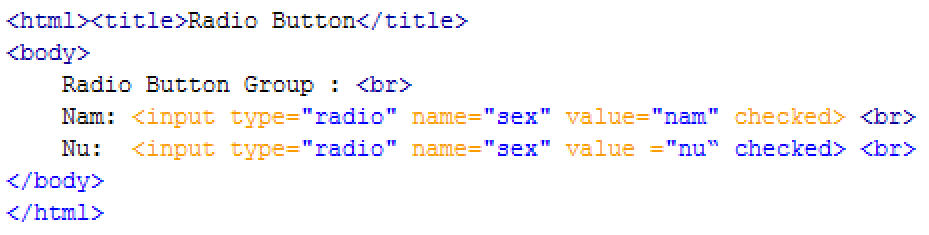 <html><title>Radio Button</title>
<body>
Radio Button Group : <br>
Nam: <input type="radio" name="sex" value="nam" checked> <br>
Nu: <input type="radio" name="sex" value ="nu‟ checked> <br>
</body>
</html>